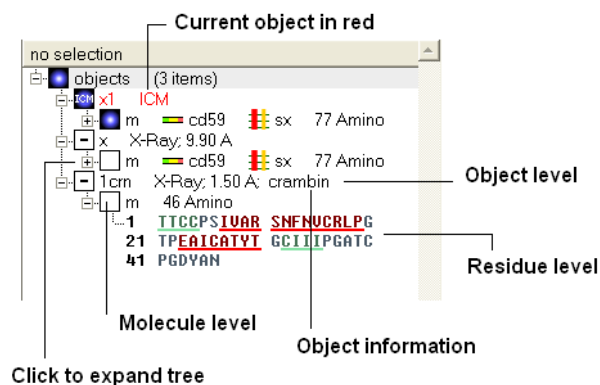 Current object in red
no selection
objects (3 items)
ICM x1 ICM
m cd59 sx 77 Amino
x X-Ray; 9.90 A
m cd59 sx 77 Amino
1crn X-Ray; 1.50 A; crambin
Object level
m 46 Amino
1 TTCCPSIVAR SNFNVCRLPG
21 TPEAICATYT GCIIIPGATC
41 PGDYAN
Residue level
Molecule level
Object information
Click to expand tree